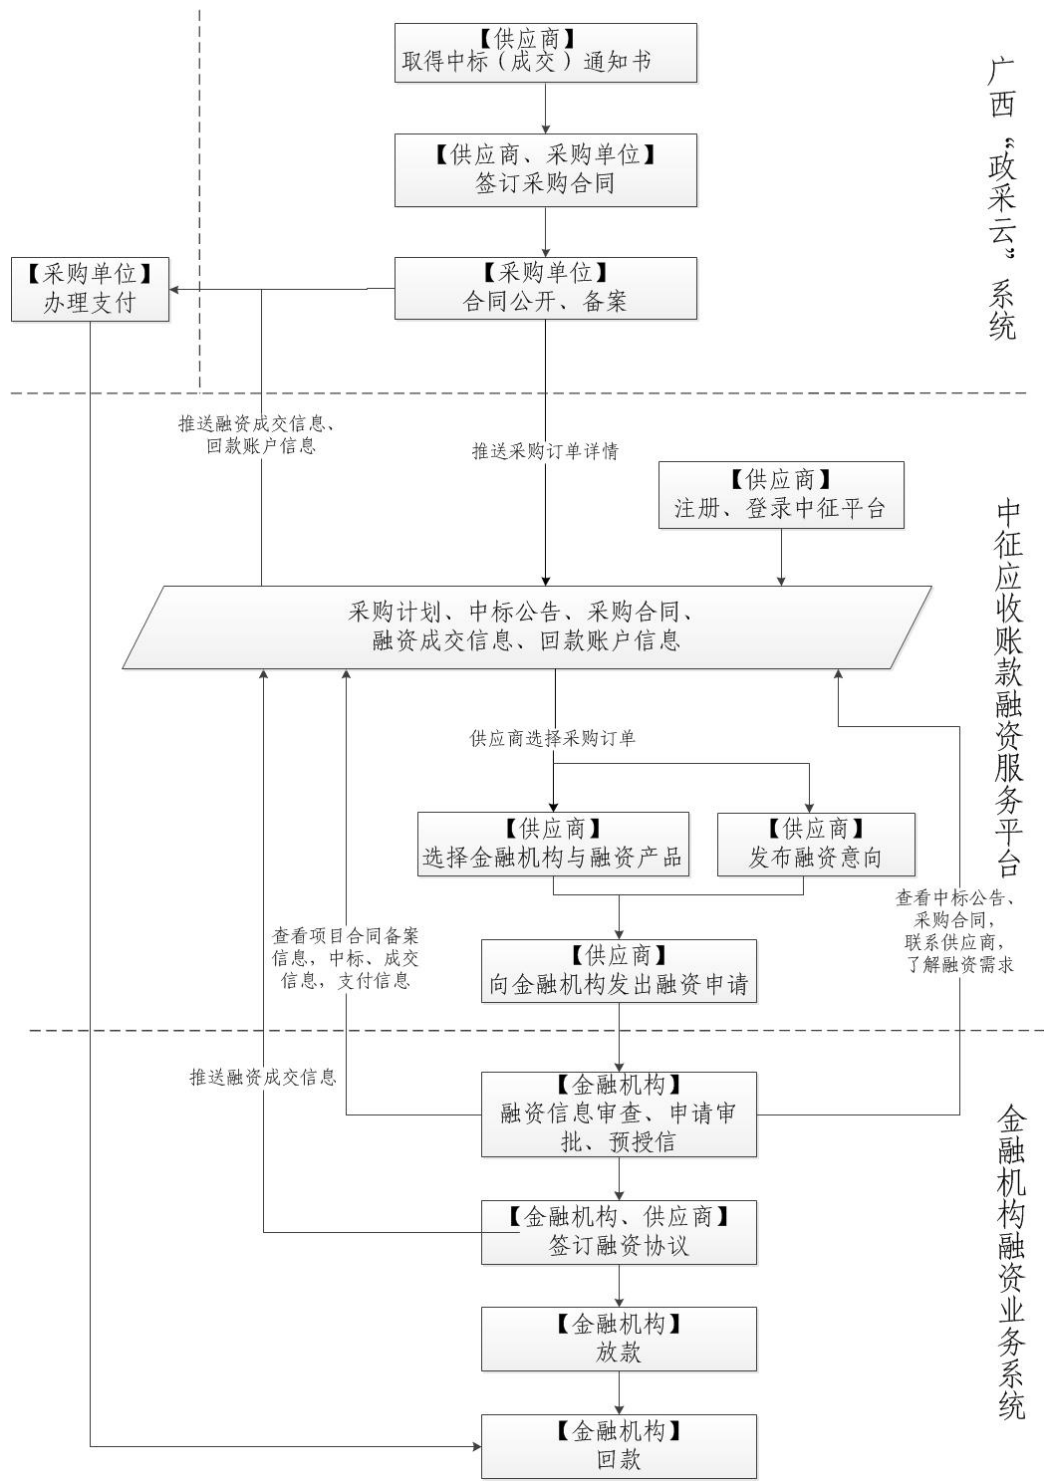 【供应商】
取得中标（成交）通知书
广西“政采云”系统
【供应商、采购单位】
签订采购合同
【采购单位】
办理支付
【采购单位】
合同公开、备案
推送融资成交信息、
回款账户信息
推送采购订单详情
【供应商】
注册、登录中征平台
中征应收账款融资服务平台
采购计划、中标公告、采购合同、
融资成交信息、回款账户信息
供应商选择采购订单
【供应商】
选择金融机构与融资产品
【供应商】
发布融资意向
查看中标公告、
采购合同，
联系供应商，
了解融资需求
查看项目合同备案
信息，中标、成交
信息，支付信息
【供应商】
向金融机构发出融资申请
推送融资成交信息
【金融机构】
融资信息审查、申请审
批、预授信
金融机构融资业务系统
【金融机构、供应商】
签订融资协议
【金融机构】
放款
【金融机构】
回款